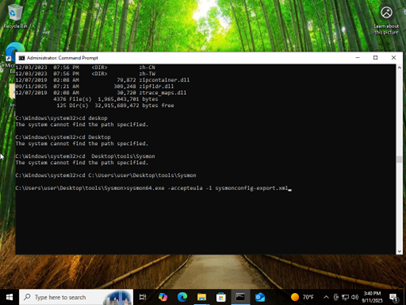 Recycle Bin
Learn about
this picture
Administrator: Command Prompt
12/03/2023 07:56 PM <DIR> zh-CN
12/03/2023 07:56 PM <DIR> zh-TW
12/07/2019 02:08 AM 79,872 zipcontainer.dll
09/11/2025 07:21 AM 309,248 zipfldr.dll
12/07/2019 02:08 AM 30,720 ztrace_maps.dll
4376 File(s) 1,965,843,701 bytes
125 Dir(s) 32,915,689,472 bytes free
C:\Windows\system32>cd deskop
The system cannot find the path specified.
C:\Windows\system32>cd Desktop
The system cannot find the path specified.
C:\Windows\system32>cd Desktop\tools\Sysmon
The system cannot find the path specified.
C:\Windows\system32>cd C:\Users\user\Desktop\tools\Sysmon
C:\Users\user\Desktop\tools\Sysmon>sysmon64.exe -accepteula -i sysmonconfig-export.xml
Type here to search
70°F
3:40 PM
9/11/2025